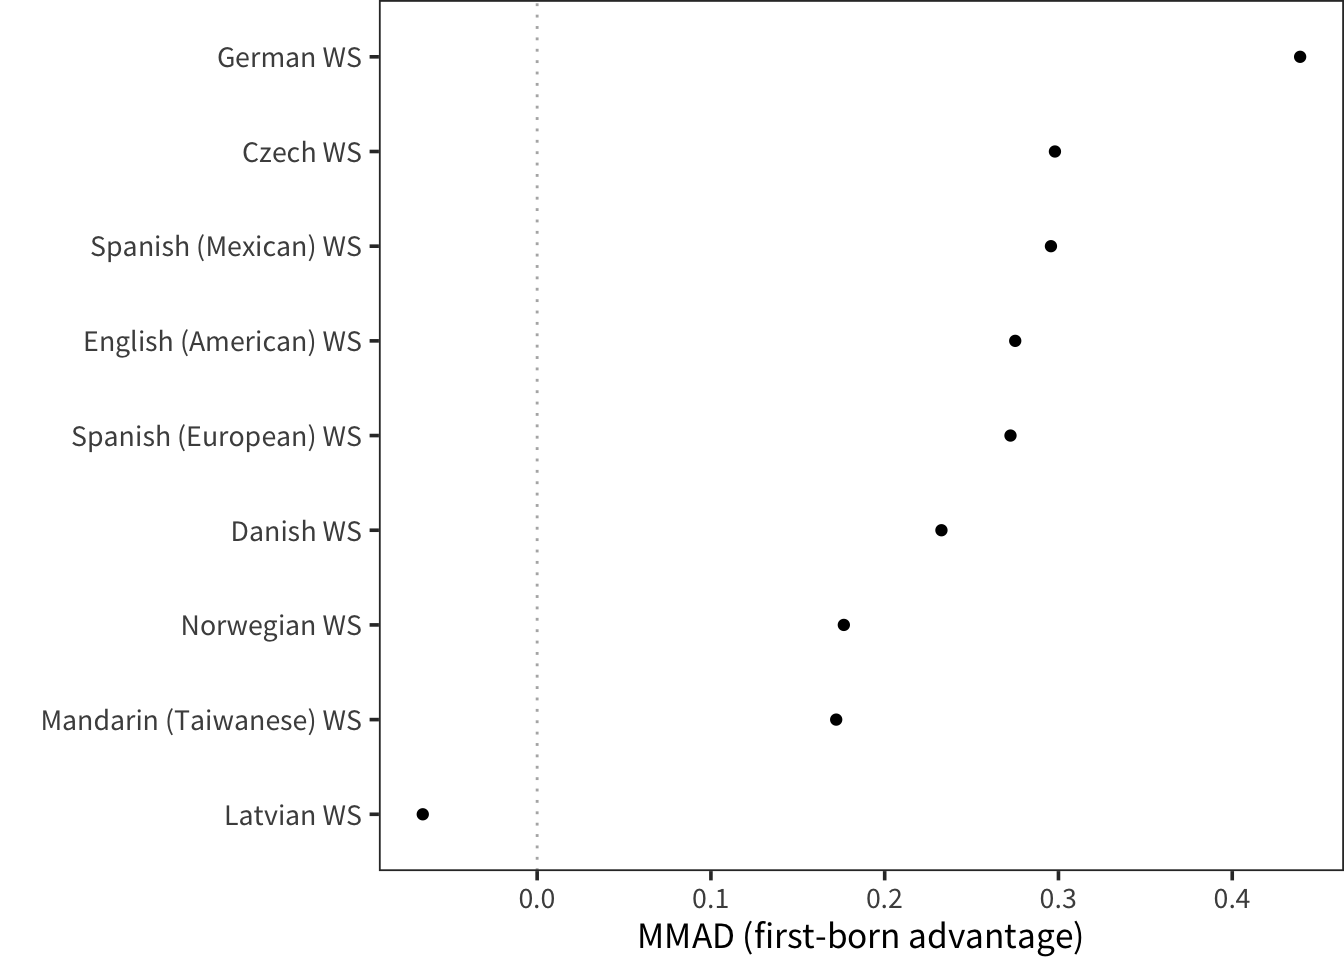 German WS
Czech WS
Spanish (Mexican) WS
English (American) WS
Spanish (European) WS
Danish WS
Norwegian WS
Mandarin (Taiwanese) WS
Latvian WS
0.0 0.1 0.2 0.3 0.4
MMAD (first-born advantage)